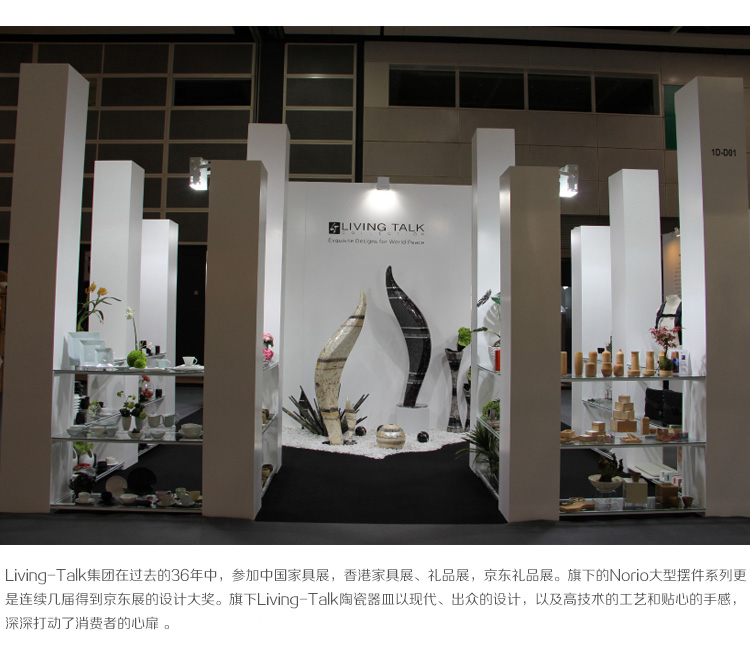 1D-D01
LIVING TALK
Exquisite Designs for World Peace
Living-Talk集团在过去的36年中，参加中国家具展，香港家具展、礼品展，京东礼品展。旗下的Norio大型摆件系列更
是连续几届得到京东展的设计大奖。旗下Living-Talk陶瓷器皿以现代、出众的设计，以及高技术的工艺和贴心的手感，
深深打动了消费者的心扉 。